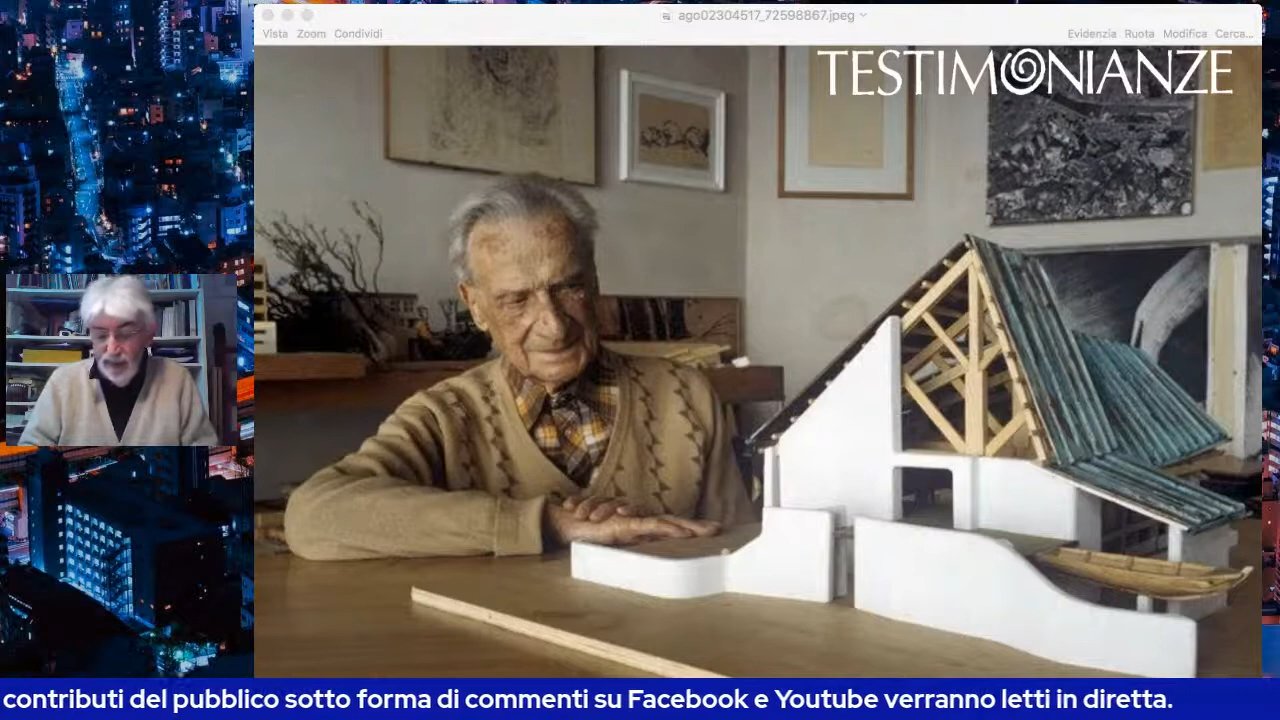 ago02304517_72598867.jpeg
Vista Zoom Condividi
Evidenzia Ruota Modifica Cerca...
TESTIMONIANZE
contributi del pubblico sotto forma di commenti su Facebook e Youtube verranno letti in diretta.